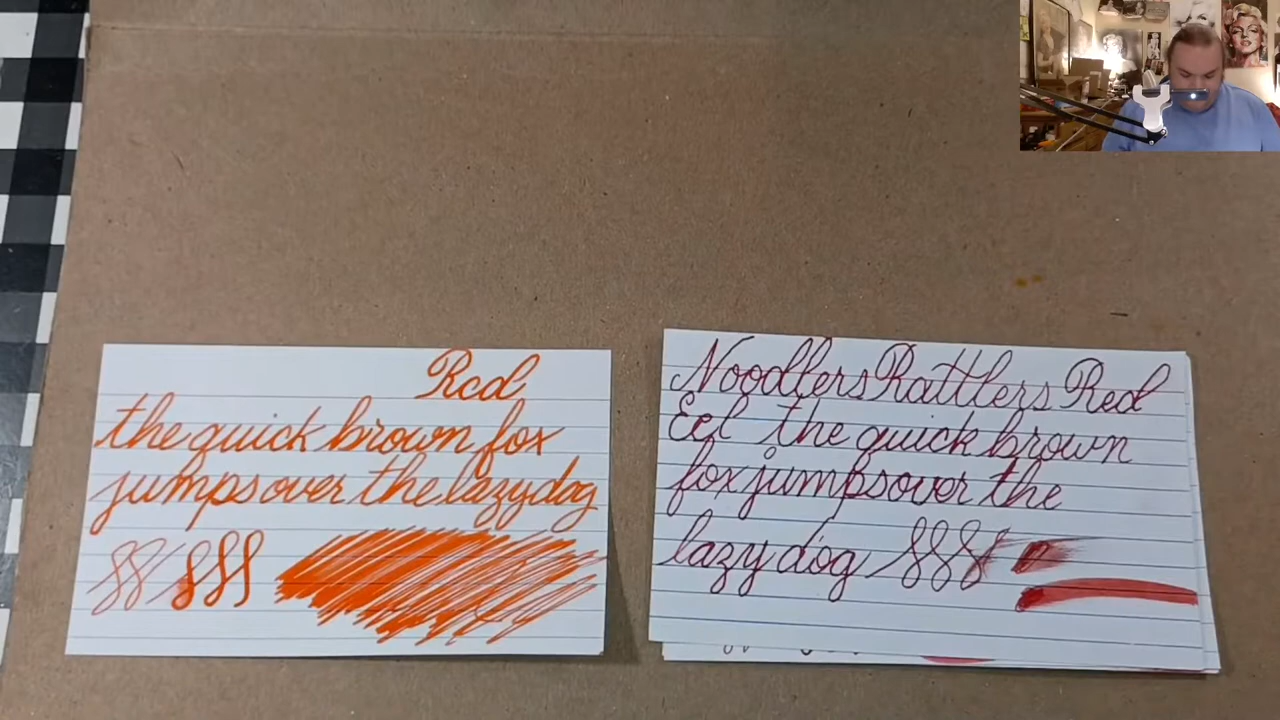 Red
the quick brown fox
jumps over the lazy dog
Noodlers Rattlers Red
Eel the quick brown
fox jumps over the
lazy dog